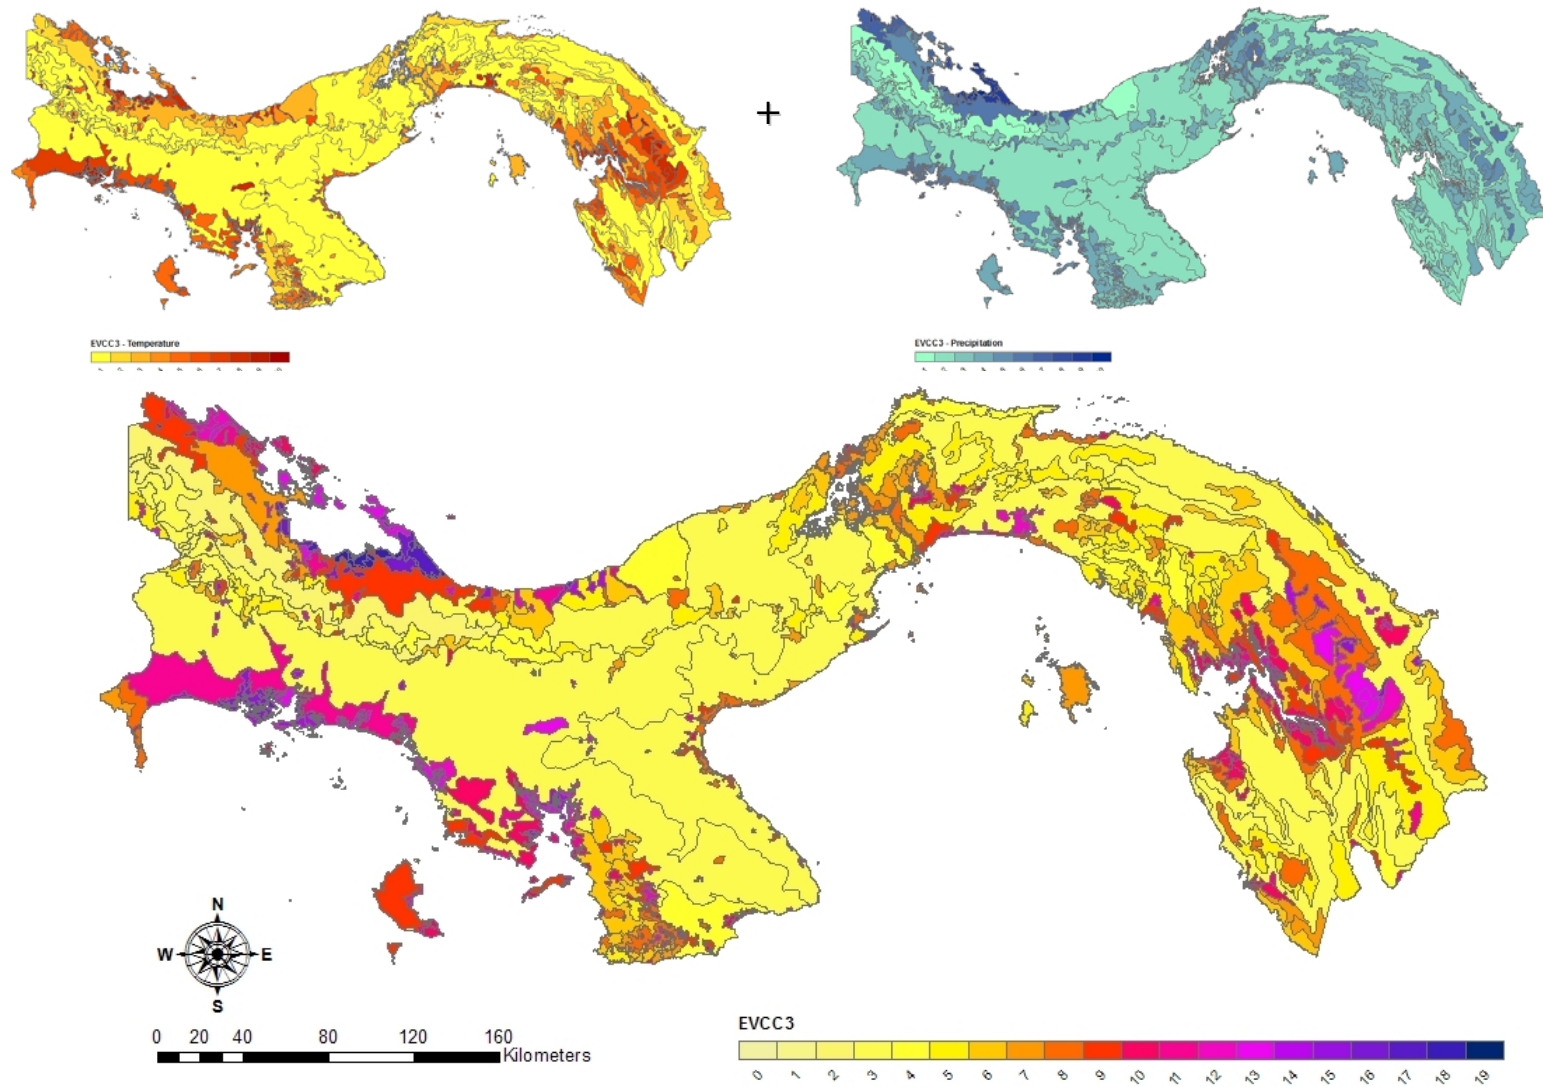 +
EVCC3 - Temperature
EVCC3 - Precipitation
N
W E
S
0 20 40 80 120 160
Kilometers
EVCC3
0 1 2 3 4 5 6 7 8 9 10 11 12 13 14 15 16 17 18 19